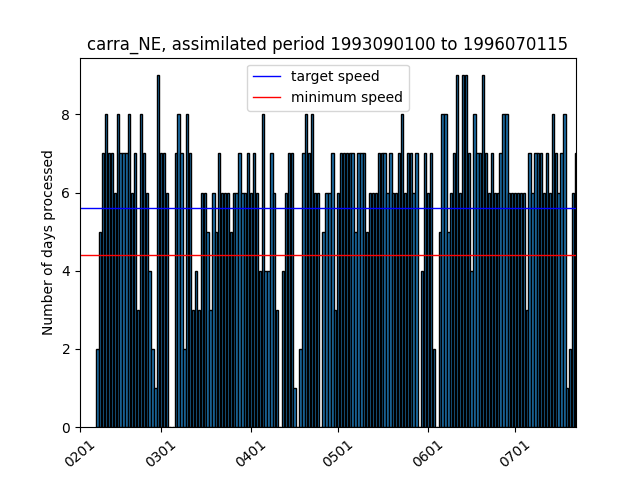 carra_NE, assimilated period 1993090100 to 1996070115
target speed
minimum speed
Number of days processed
8
6
4
2
0
0201
0301
0401
0501
0601
0701